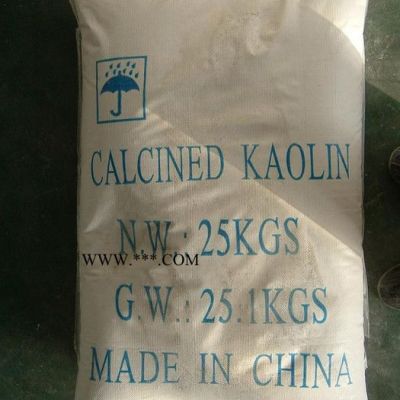 CALCINED KAOLIN
N.W.: 25KGS
WWW.***.COM
G.W.: 25.1KGS
MADE IN CHINA